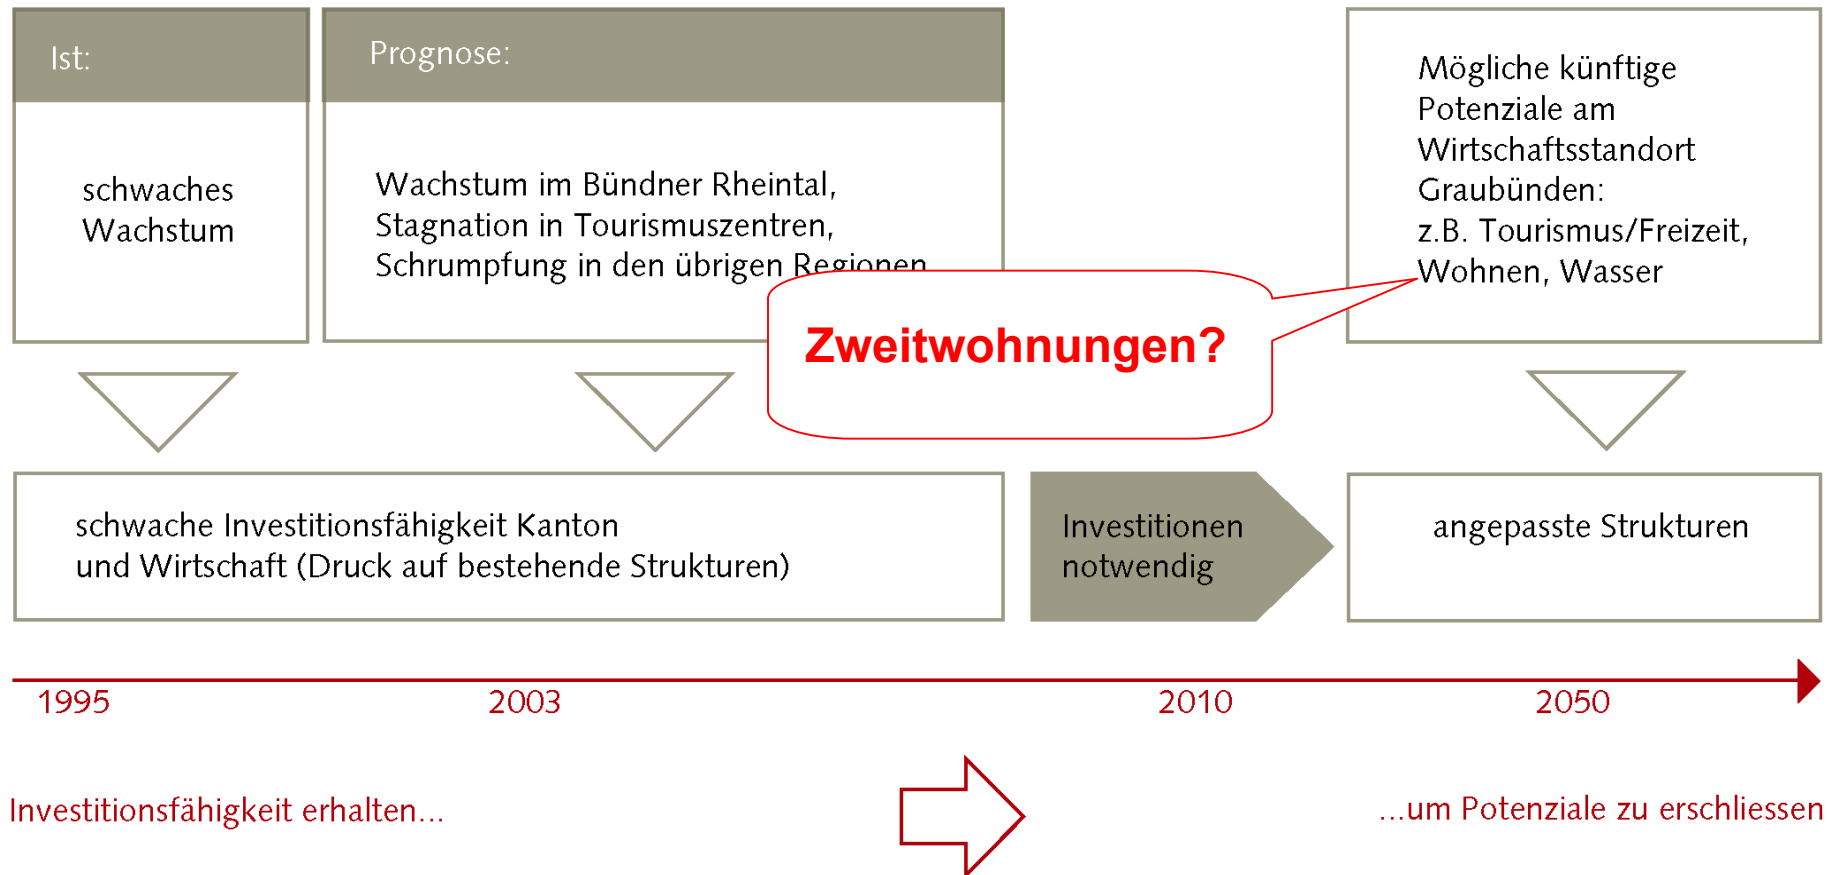 Ist:
schwaches
Wachstum
Prognose:
Wachstum im Bündner Rheintal,
Stagnation in Tourismuszentren,
Schrumpfung in den übrigen Regionen
Mögliche künftige
Potenziale am
Wirtschaftsstandort
Graubünden:
z.B. Tourismus/Freizeit,
Wohnen, Wasser
Zweitwohnungen?
schwache Investitionsfähigkeit Kanton
und Wirtschaft (Druck auf bestehende Strukturen)
Investitionen
notwendig
angepasste Strukturen
1995
2003
2010
2050
Investitionsfähigkeit erhalten...
...um Potenziale zu erschliessen